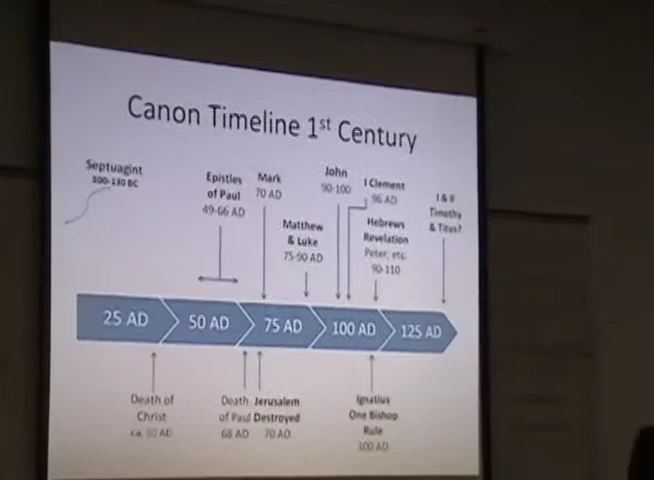 Canon Timeline 1st Century
Septuagint
300-130 BC
Epistles
of Paul
49-66 AD
Mark
70 AD
Matthew
& Luke
75-90 AD
John
90-100
I Clement
96 AD
Hebrews
Revelation
Peter, etc.
90-110
I & II
Timothy
& Titus?
25 AD
50 AD
75 AD
100 AD
125 AD
Death of
Christ
ca. 30 AD
Death
of Paul
68 AD
Jerusalem
Destroyed
70 AD
Ignatius
One Bishop
Rule
100 AD